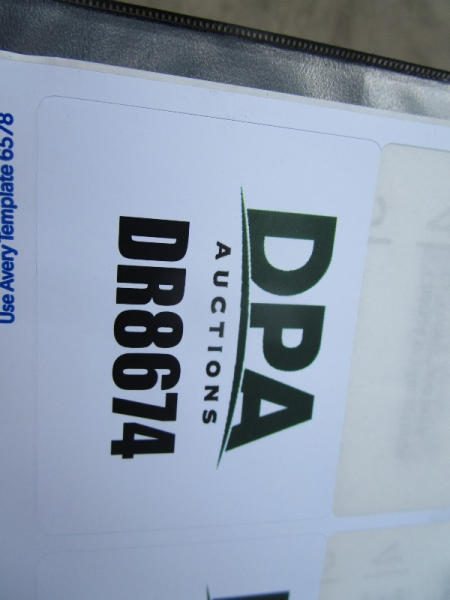 DPA
AUCTIONS
DR8674
Use Avery Template 6578